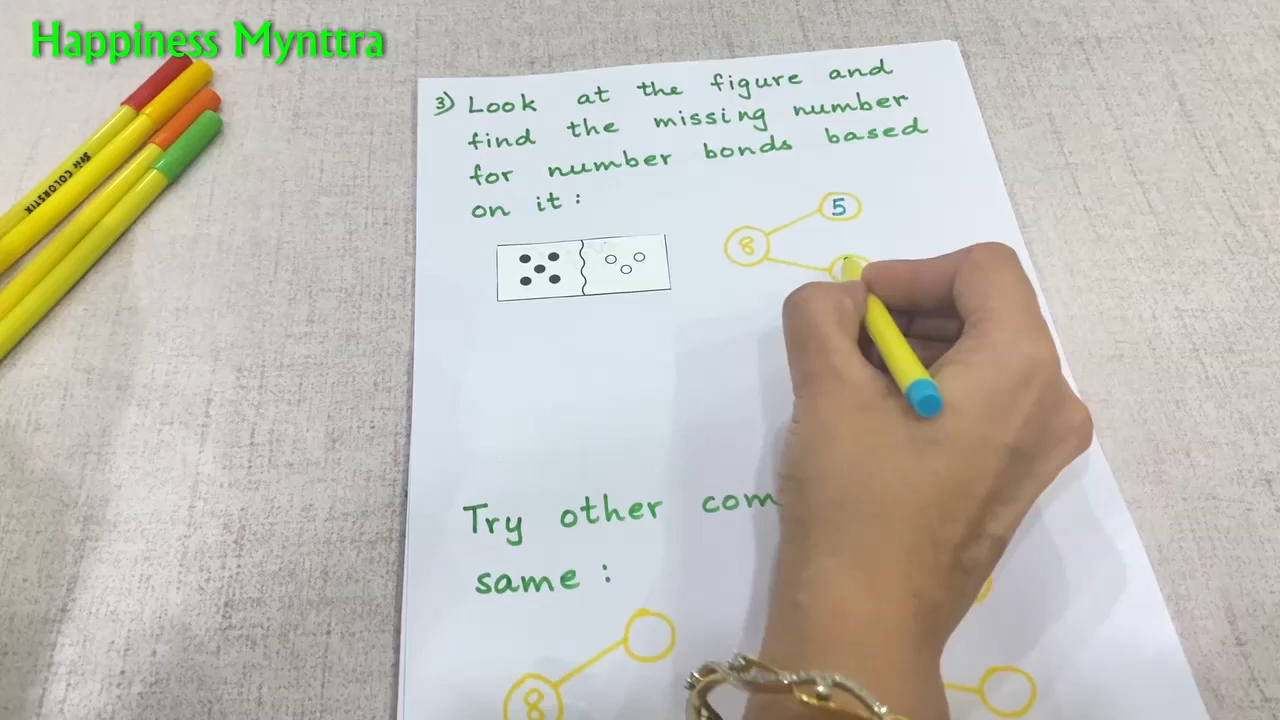 Happiness Mynttra
Srit COLORSTIX
3) Look at the figure and
find the missing number
for number bonds based
on it:
5
8
Try other com
same:
8